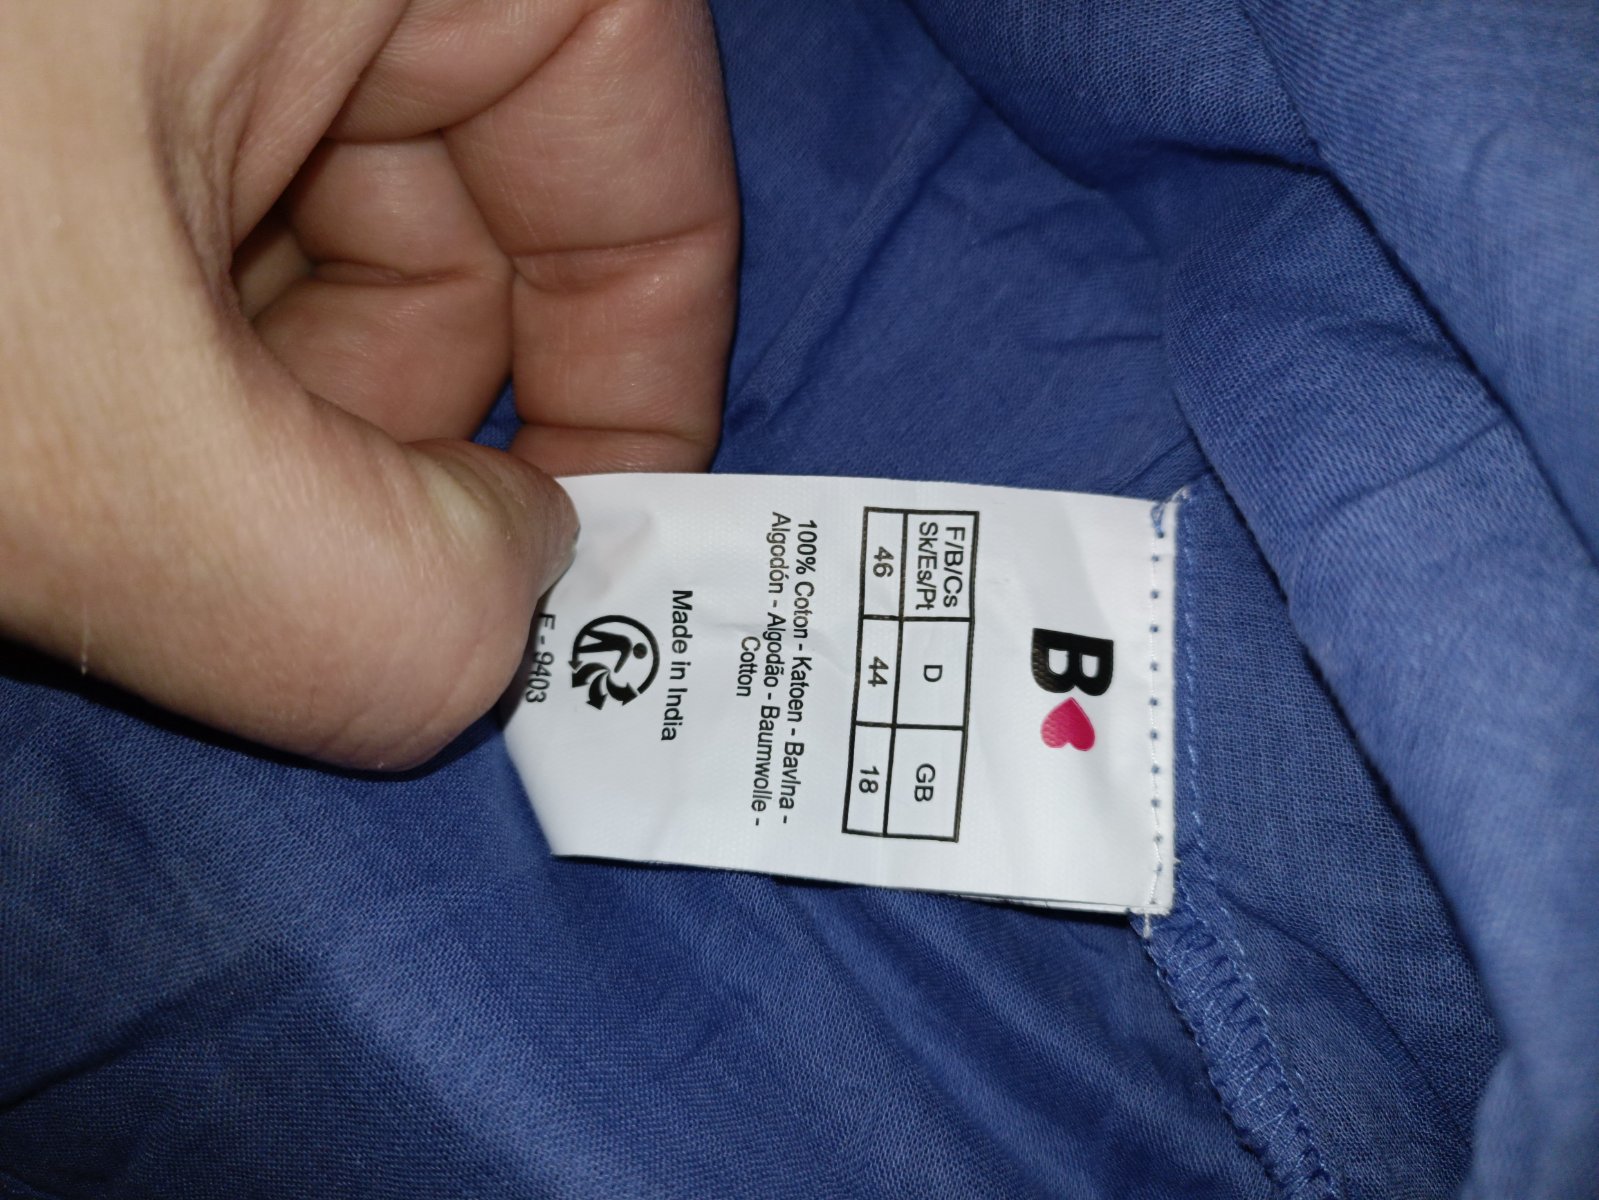 B
F/B/Cs
Sk/Es/Pt
D
GB
46
44
18
100% Coton - Katoen - Bavlna -
Algodón - Algodão - Baumwolle -
Cotton
Made in India
- 9403